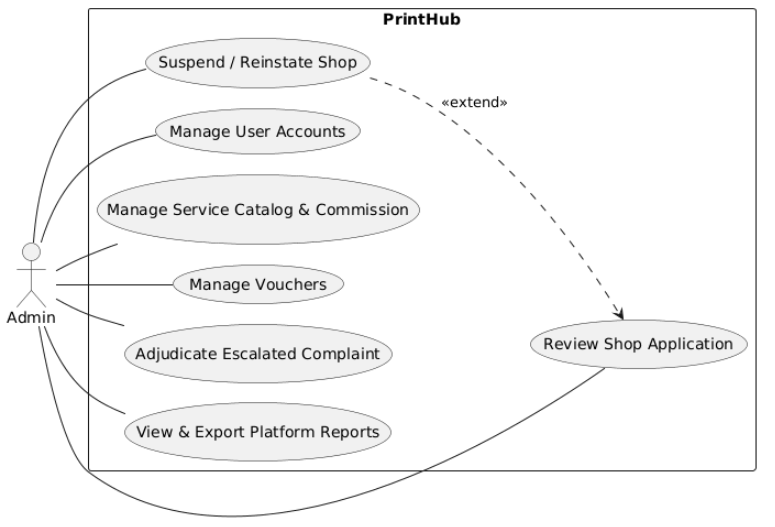 PrintHub
Suspend / Reinstate Shop
«extend»
Manage User Accounts
Manage Service Catalog & Commission
Manage Vouchers
Admin
Adjudicate Escalated Complaint
Review Shop Application
View & Export Platform Reports